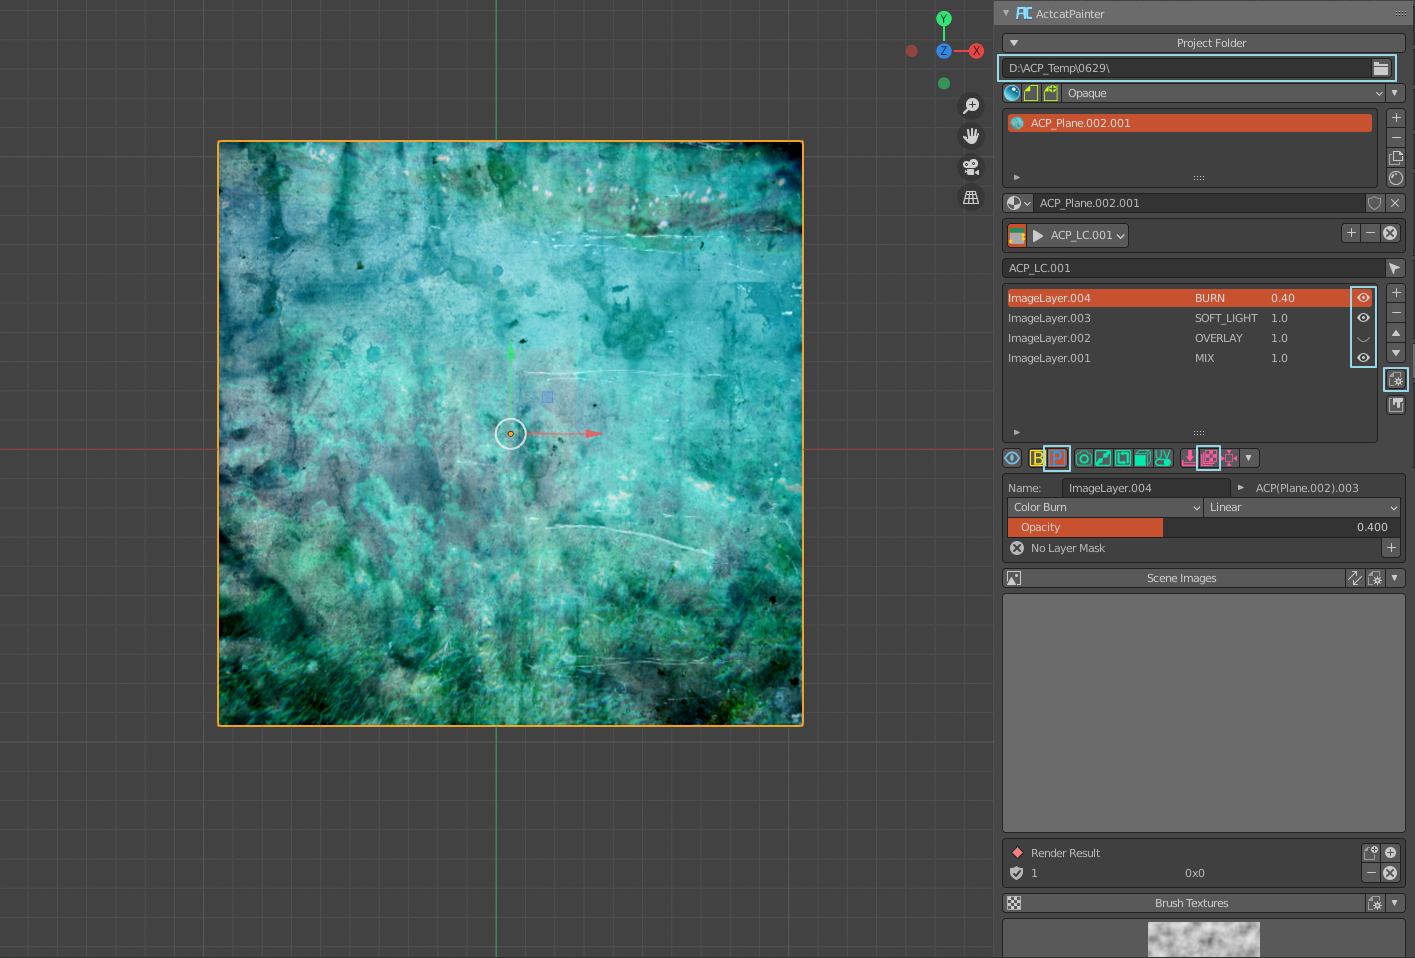 Y
Z
X
AC ActcatPainter
Project Folder
D:\ACP_Temp\0629\
Opaque
ACP_Plane.002.001
ACP_Plane.002.001
ACP_LC.001
ACP_LC.001
ImageLayer.004 BURN 0.40
ImageLayer.003 SOFT_LIGHT 1.0
ImageLayer.002 OVERLAY 1.0
ImageLayer.001 MIX 1.0
B P UV
Name: ImageLayer.004 ACP(Plane.002).003
Color Burn Linear
Opacity 0.400
No Layer Mask
Scene Images
Render Result
1 0x0
Brush Textures